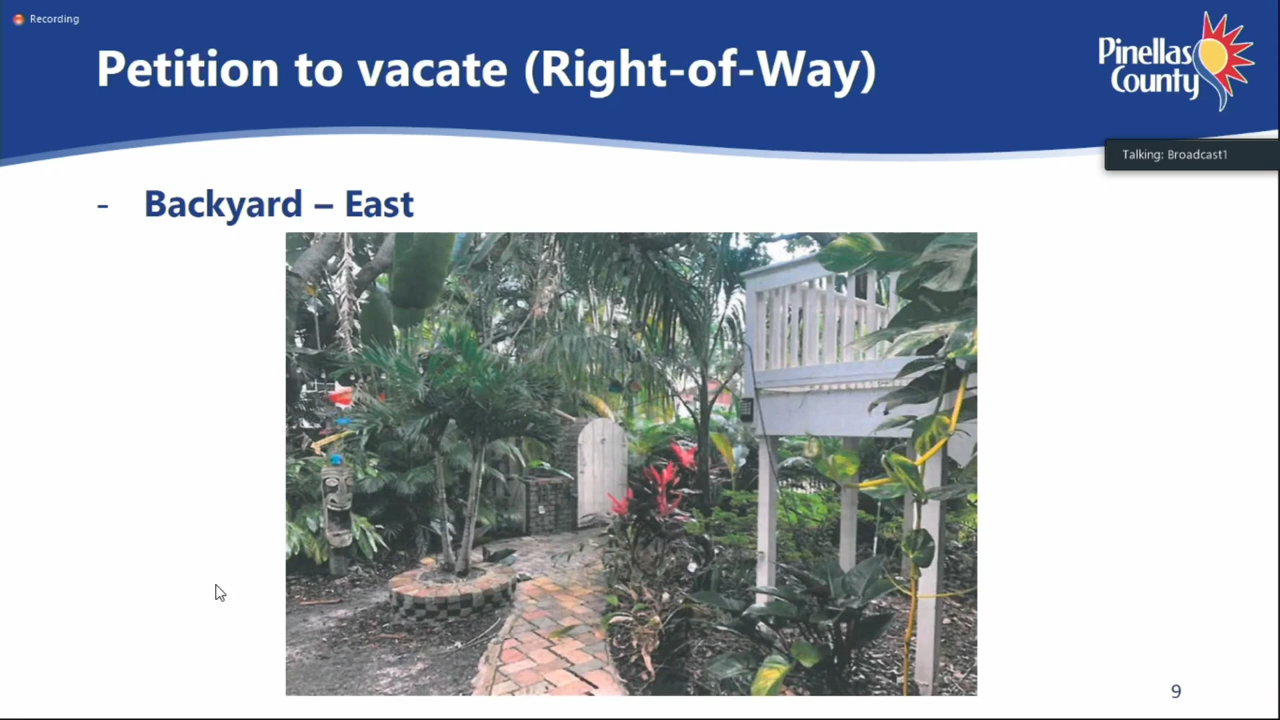 Recording
Petition to vacate (Right-of-Way)
Pinellas
County
Talking: Broadcast1
- Backyard – East
9